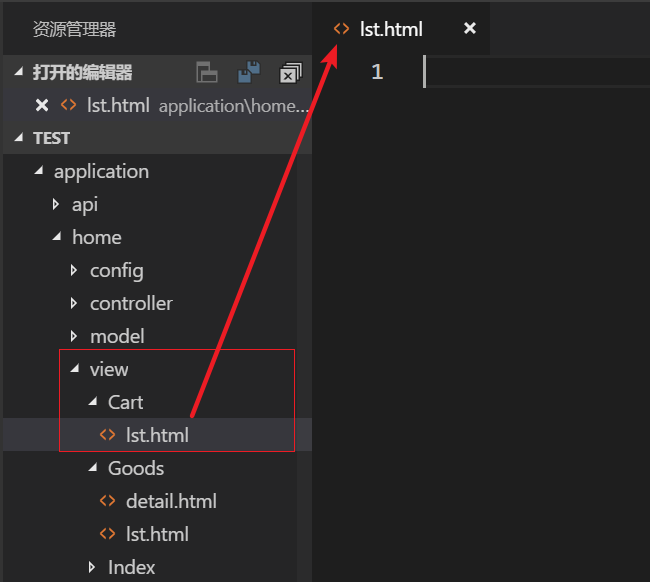 资源管理器
打开的编辑器
lst.html application\home...
TEST
application
api
home
config
controller
model
view
Cart
lst.html
Goods
detail.html
lst.html
Index
lst.html
1